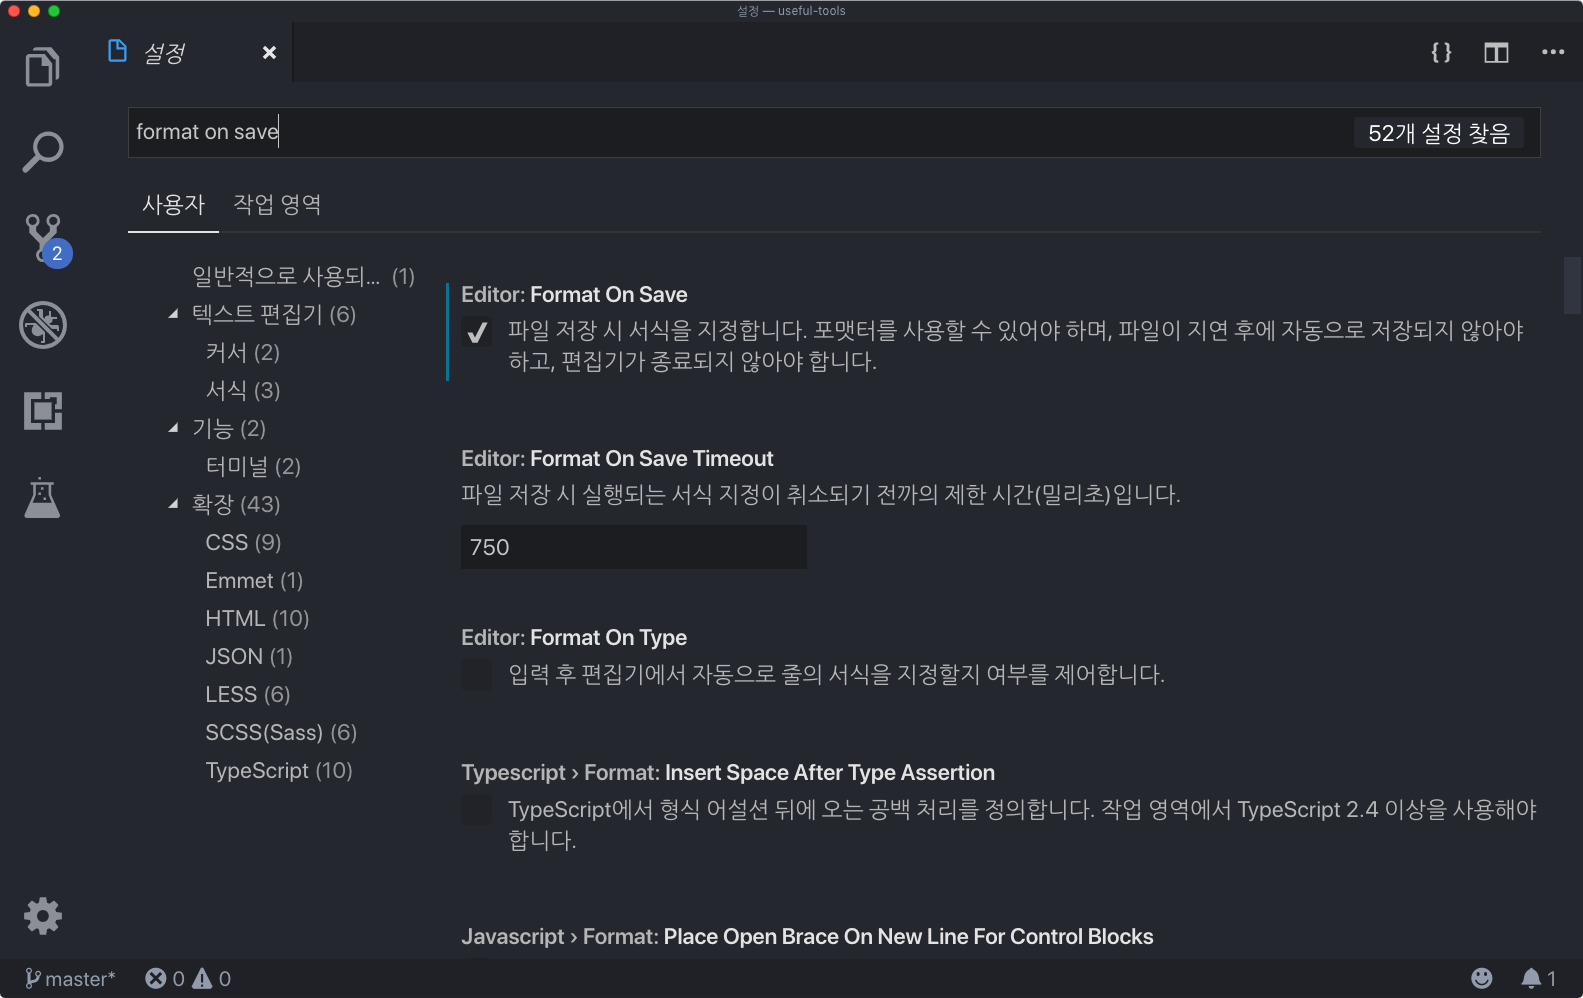 설정 — useful-tools
설정
format on save
52개 설정 찾음
사용자 작업 영역
일반적으로 사용되... (1)
텍스트 편집기 (6)
커서 (2)
서식 (3)
기능 (2)
터미널 (2)
확장 (43)
CSS (9)
Emmet (1)
HTML (10)
JSON (1)
LESS (6)
SCSS(Sass) (6)
TypeScript (10)
Editor: Format On Save
파일 저장 시 서식을 지정합니다. 포맷터를 사용할 수 있어야 하며, 파일이 지연 후에 자동으로 저장되지 않아야
하고, 편집기가 종료되지 않아야 합니다.
Editor: Format On Save Timeout
파일 저장 시 실행되는 서식 지정이 취소되기 전까의 제한 시간(밀리초)입니다.
750
Editor: Format On Type
입력 후 편집기에서 자동으로 줄의 서식을 지정할지 여부를 제어합니다.
Typescript › Format: Insert Space After Type Assertion
TypeScript에서 형식 어설션 뒤에 오는 공백 처리를 정의합니다. 작업 영역에서 TypeScript 2.4 이상을 사용해야
합니다.
Javascript › Format: Place Open Brace On New Line For Control Blocks
2
master* 0 0 1